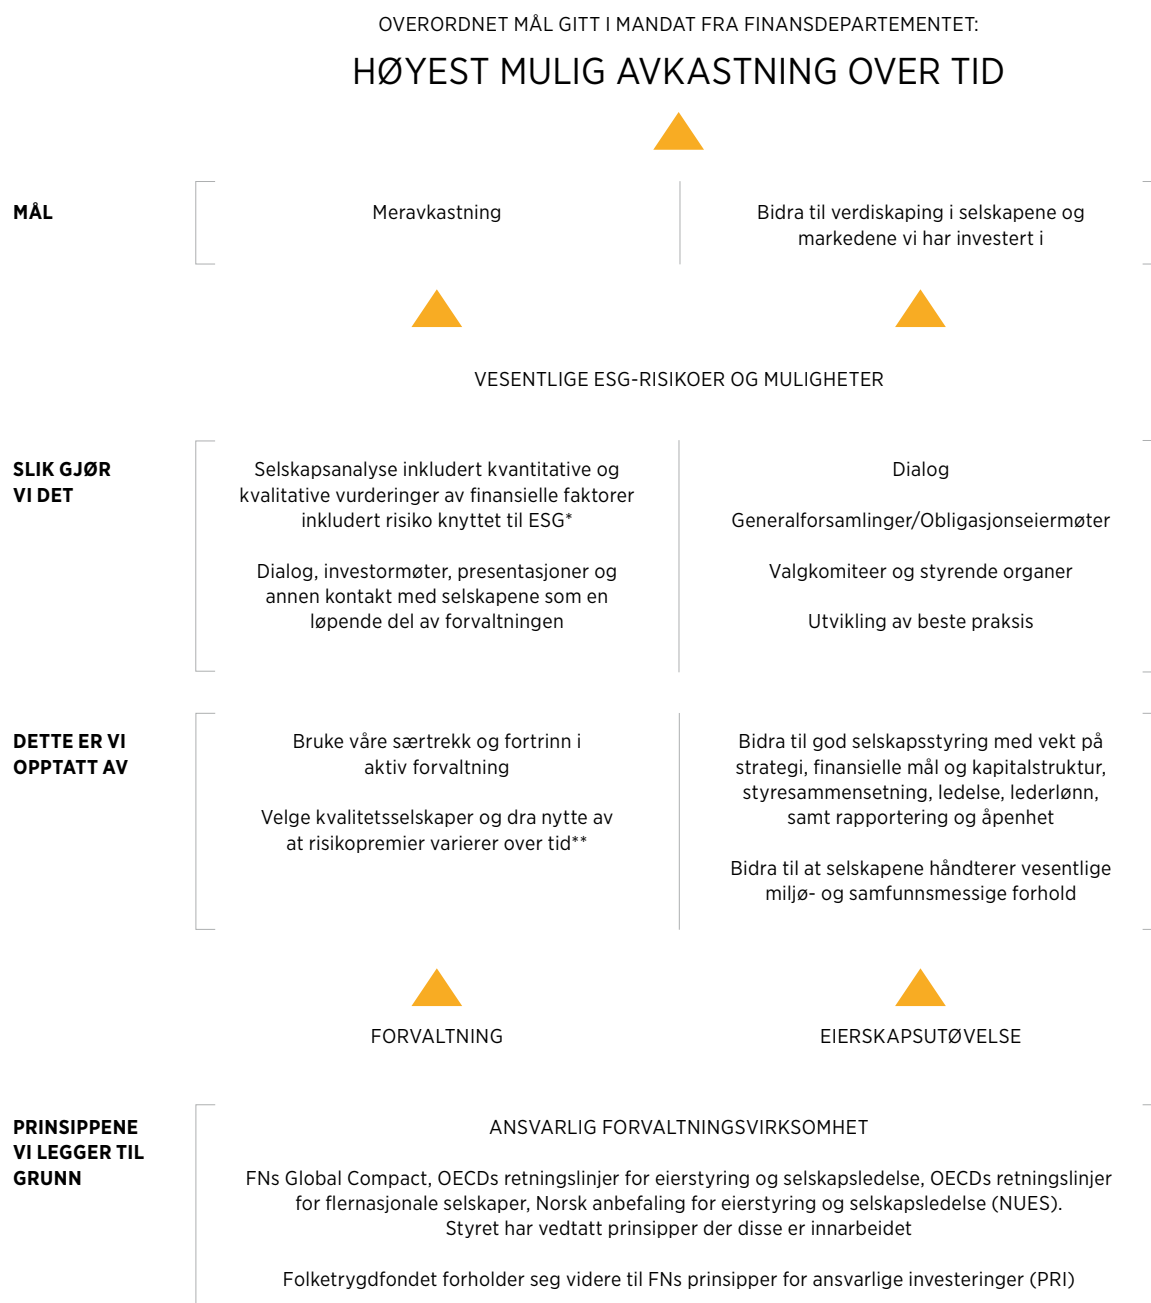 OVERORDNET MÅL GITT I MANDAT FRA FINANSDEPARTEMENTET:
HØYEST MULIG AVKASTNING OVER TID
MÅL
Meravkastning
Bidra til verdiskaping i selskapene og
markedene vi har investert i
VESENTLIGE ESG-RISIKOER OG MULIGHETER
SLIK GJØR
VI DET
Selskapsanalyse inkludert kvantitative og
kvalitative vurderinger av finansielle faktorer
inkludert risiko knyttet til ESG*
Dialog, investormøter, presentasjoner og
annen kontakt med selskapene som en
løpende del av forvaltningen
Dialog
Generalforsamlinger/Obligasjonseiermøter
Valgkomiteer og styrende organer
Utvikling av beste praksis
DETTE ER VI
OPPTATT AV
Bruke våre særtrekk og fortrinn i
aktiv forvaltning
Velge kvalitetsselskaper og dra nytte av
at risikopremier varierer over tid**
Bidra til god selskapsstyring med vekt på
strategi, finansielle mål og kapitalstruktur,
styresammensetning, ledelse, lederlønn,
samt rapportering og åpenhet
Bidra til at selskapene håndterer vesentlige
miljø- og samfunnsmessige forhold
FORVALTNING
EIERSKAPSUTØVELSE
PRINSIPPENE
VI LEGGER TIL
GRUNN
ANSVARLIG FORVALTNINGSVIRKSOMHET
FNs Global Compact, OECDs retningslinjer for eierstyring og selskapsledelse, OECDs retningslinjer
for flernasjonale selskaper, Norsk anbefaling for eierstyring og selskapsledelse (NUES).
Styret har vedtatt prinsipper der disse er innarbeidet
Folketrygdfondet forholder seg videre til FNs prinsipper for ansvarlige investeringer (PRI)